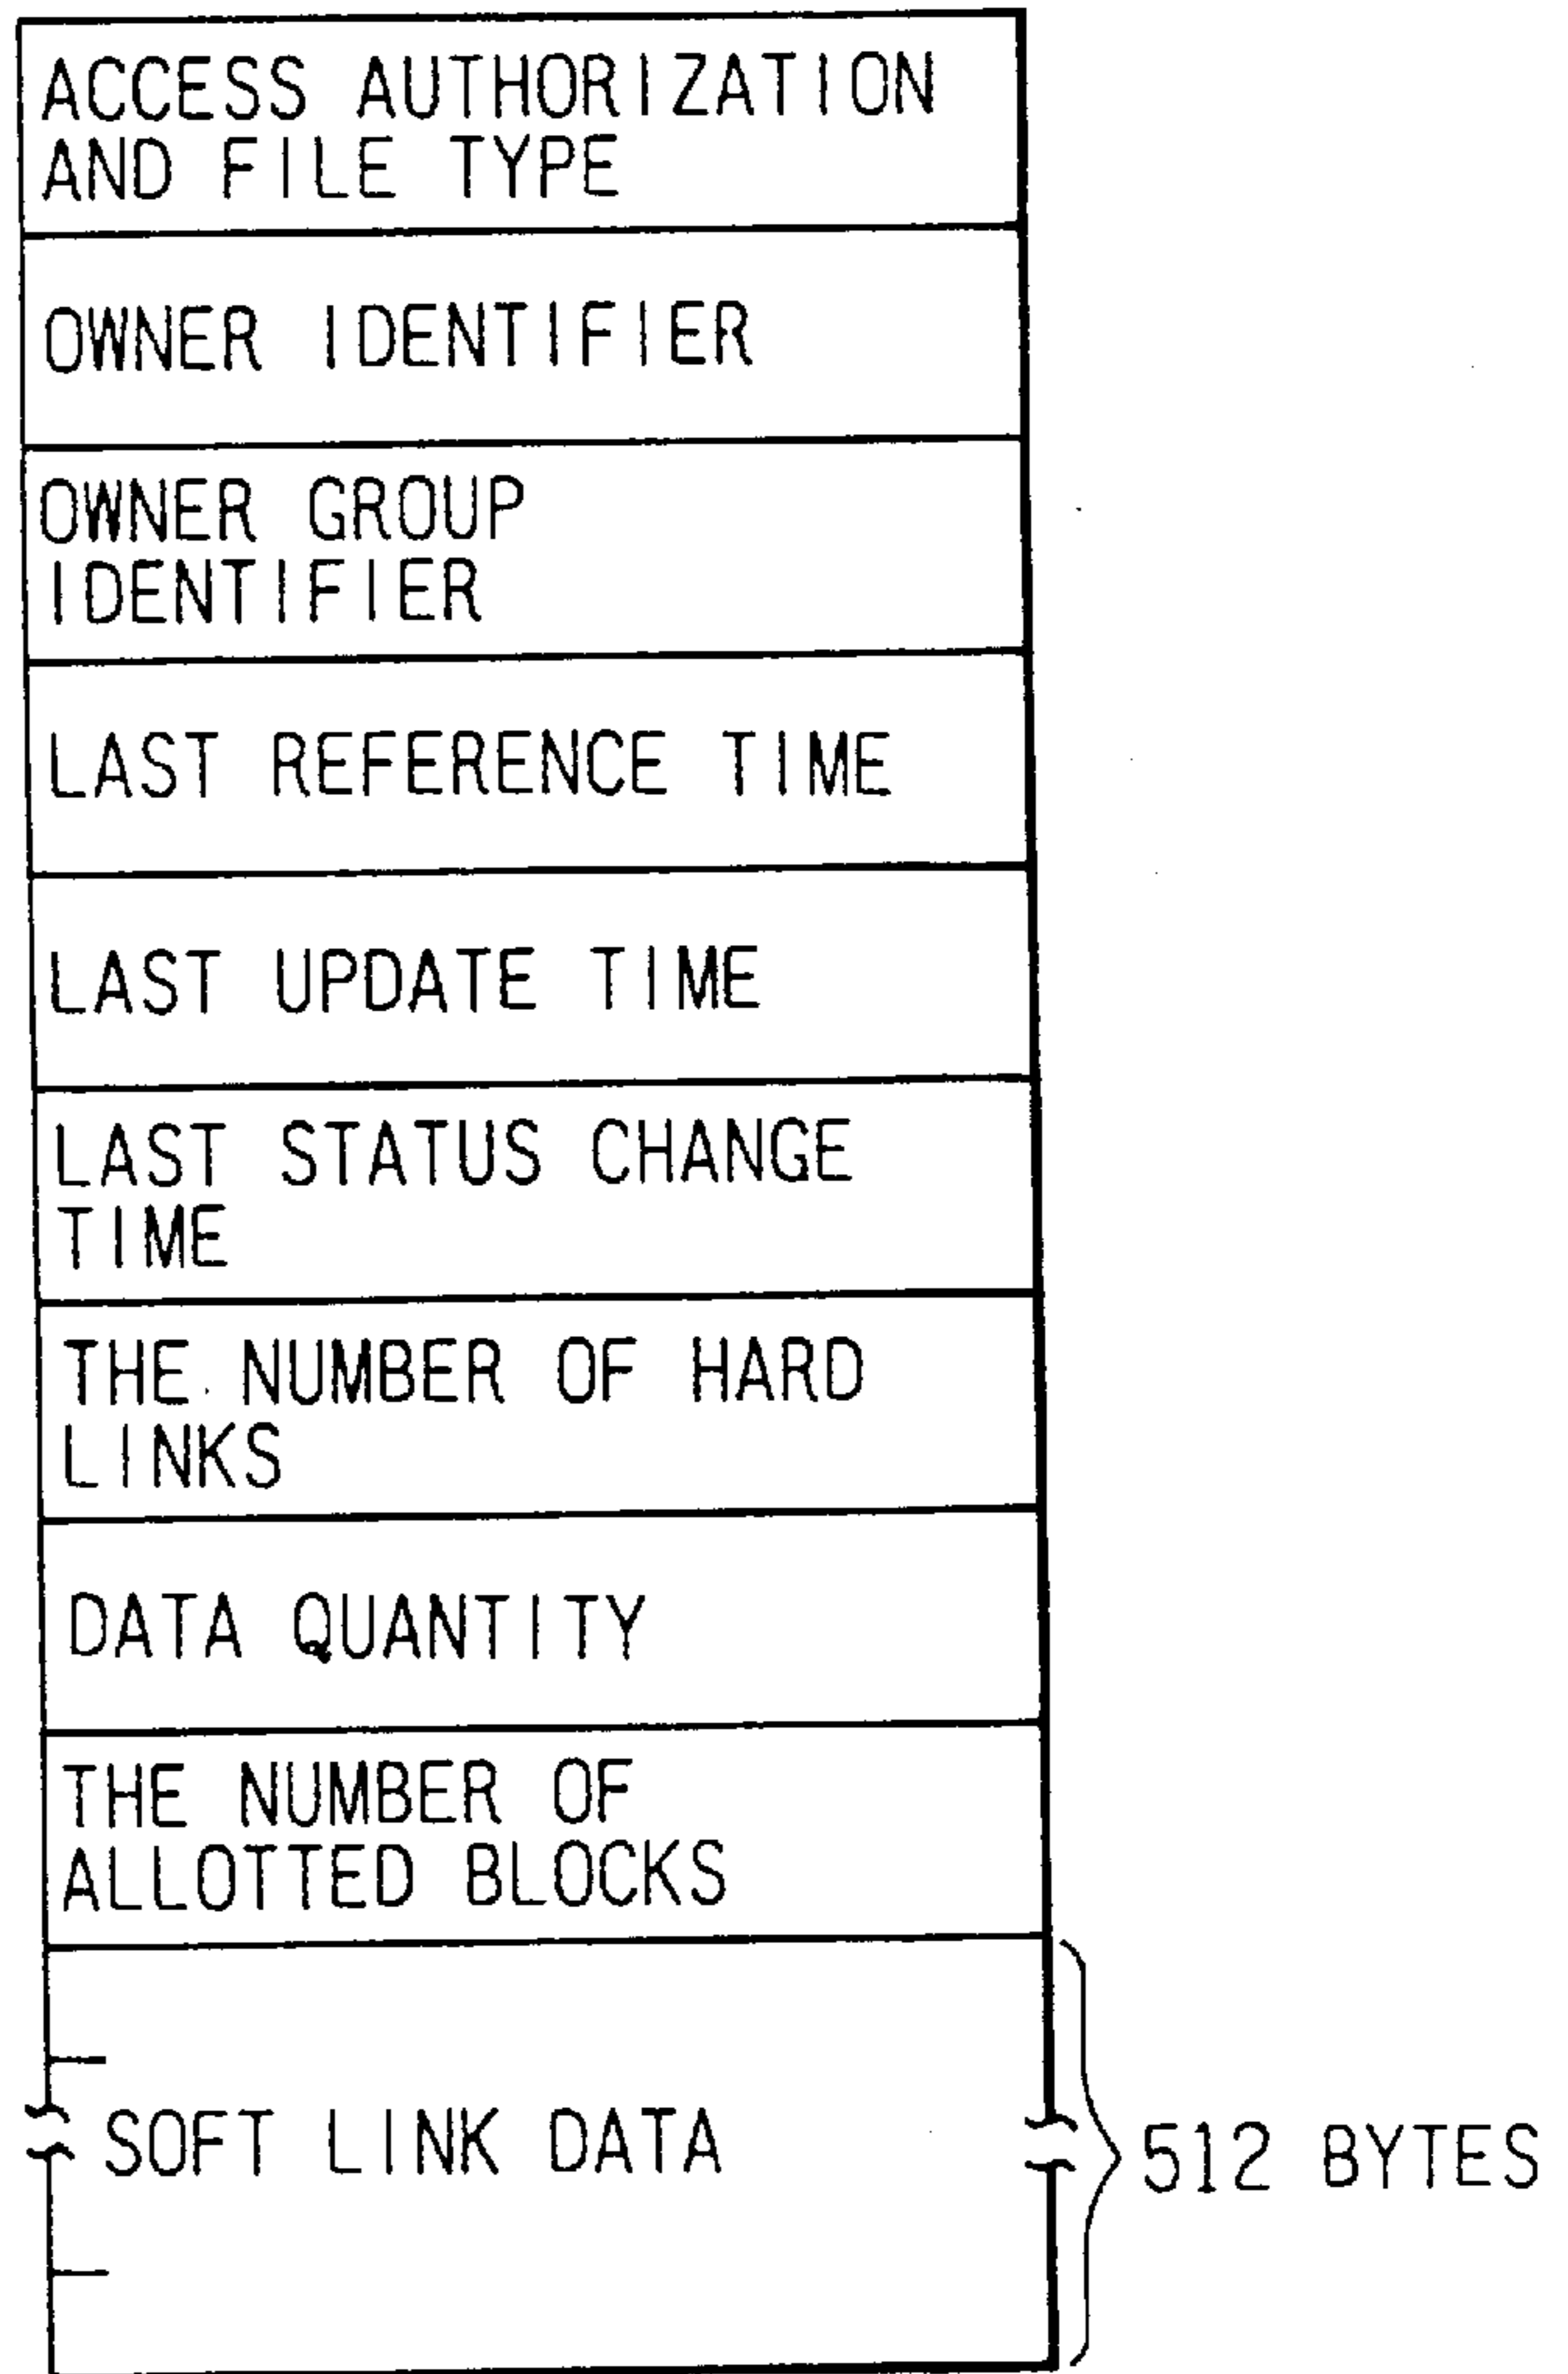 ACCESS AUTHORIZATION
AND FILE TYPE
OWNER IDENTIFIER
OWNER GROUP
IDENTIFIER
LAST REFERENCE TIME
LAST UPDATE TIME
LAST STATUS CHANGE
TIME
THE NUMBER OF HARD
LINKS
DATA QUANTITY
THE NUMBER OF
ALLOTTED BLOCKS
SOFT LINK DATA
512 BYTES